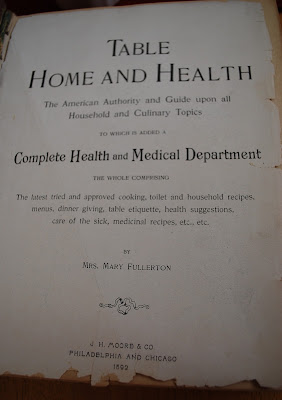 TABLE
HOME AND HEALTH
The American Authority and Guide upon all
Household and Culinary Topics
TO WHICH IS ADDED A
Complete Health and Medical Department
THE WHOLE COMPRISING
The latest tried and approved cooking, toilet and household recipes,
menus, dinner giving, table etiquette, health suggestions,
care of the sick, medicinal recipes, etc., etc.
BY
MRS. MARY FULLERTON
J. H. MOORE & CO.
PHILADELPHIA AND CHICAGO
1892